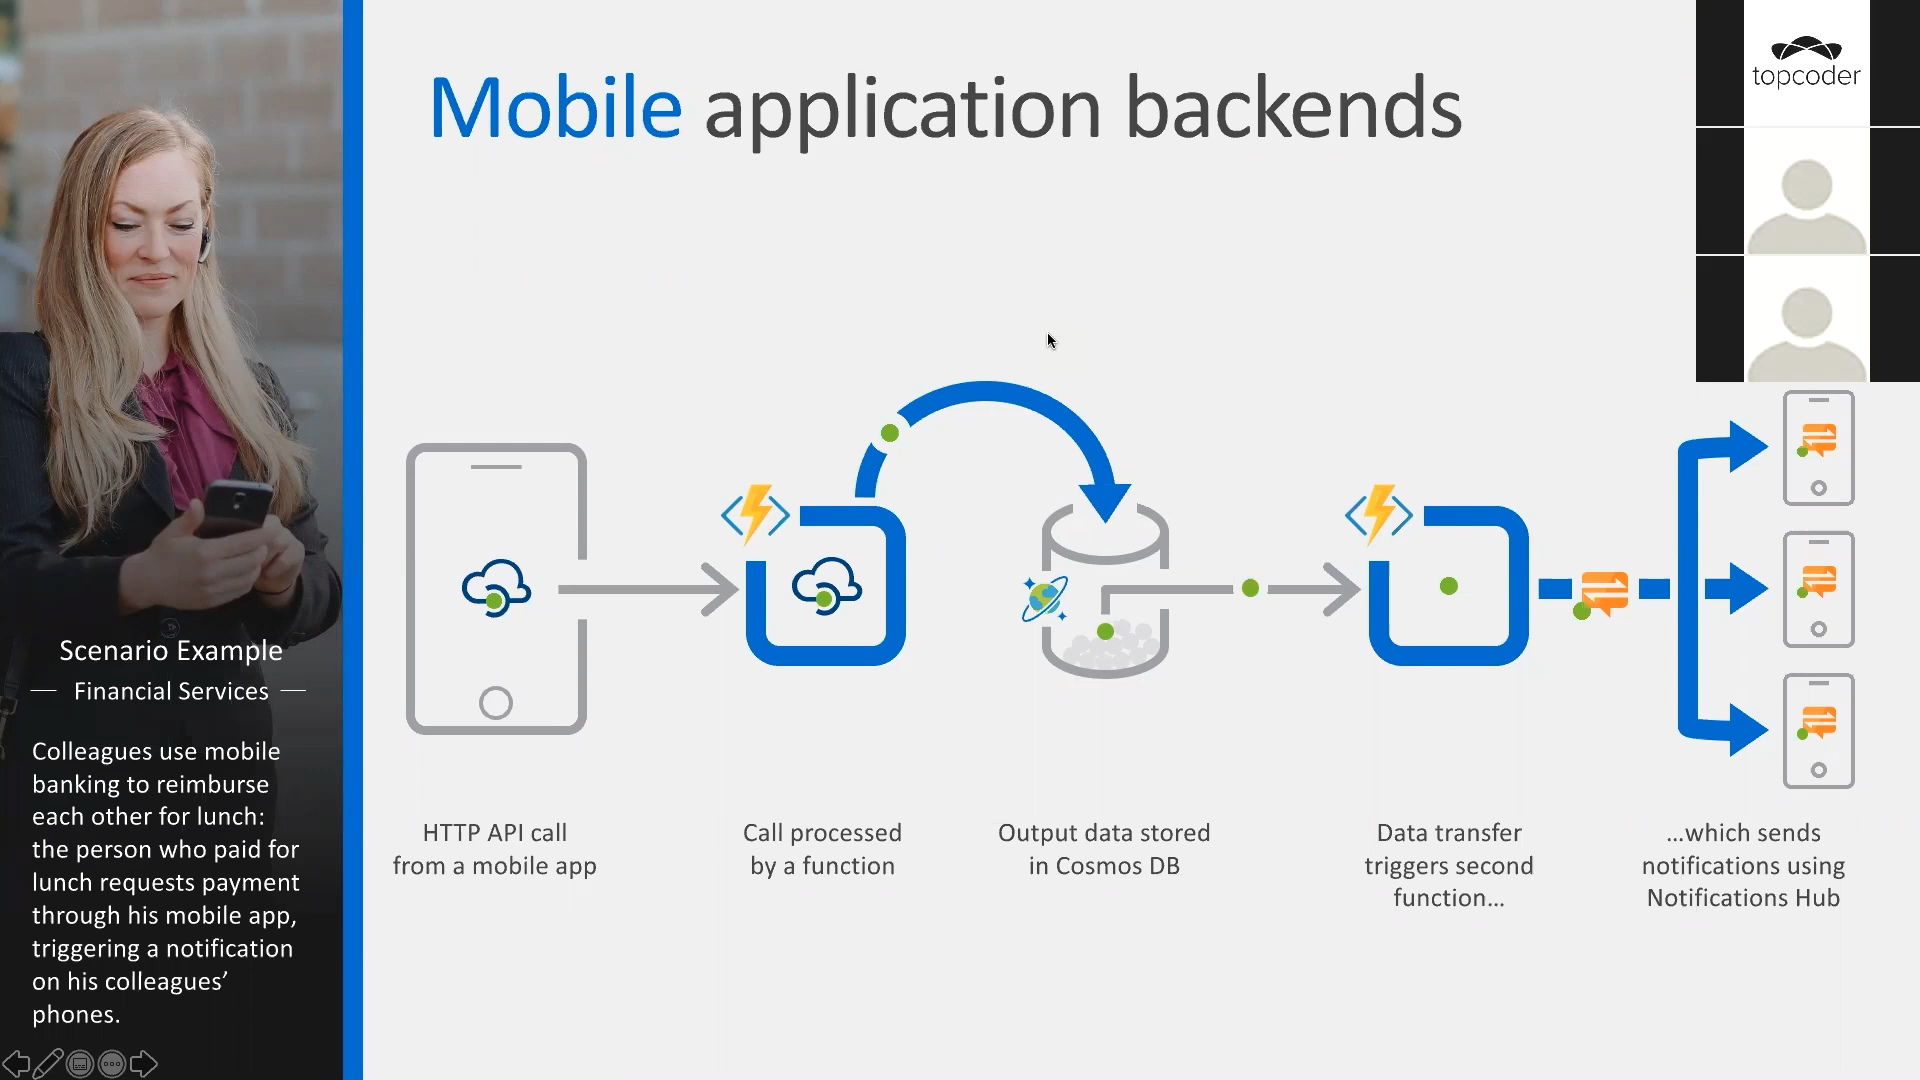 Mobile application backends
topcoder
Scenario Example
Financial Services
Colleagues use mobile
banking to reimburse
each other for lunch:
the person who paid for
lunch requests payment
through his mobile app,
triggering a notification
on his colleagues’
phones.
HTTP API call
from a mobile app
Call processed
by a function
Output data stored
in Cosmos DB
Data transfer
triggers second
function...
...which sends
notifications using
Notifications Hub